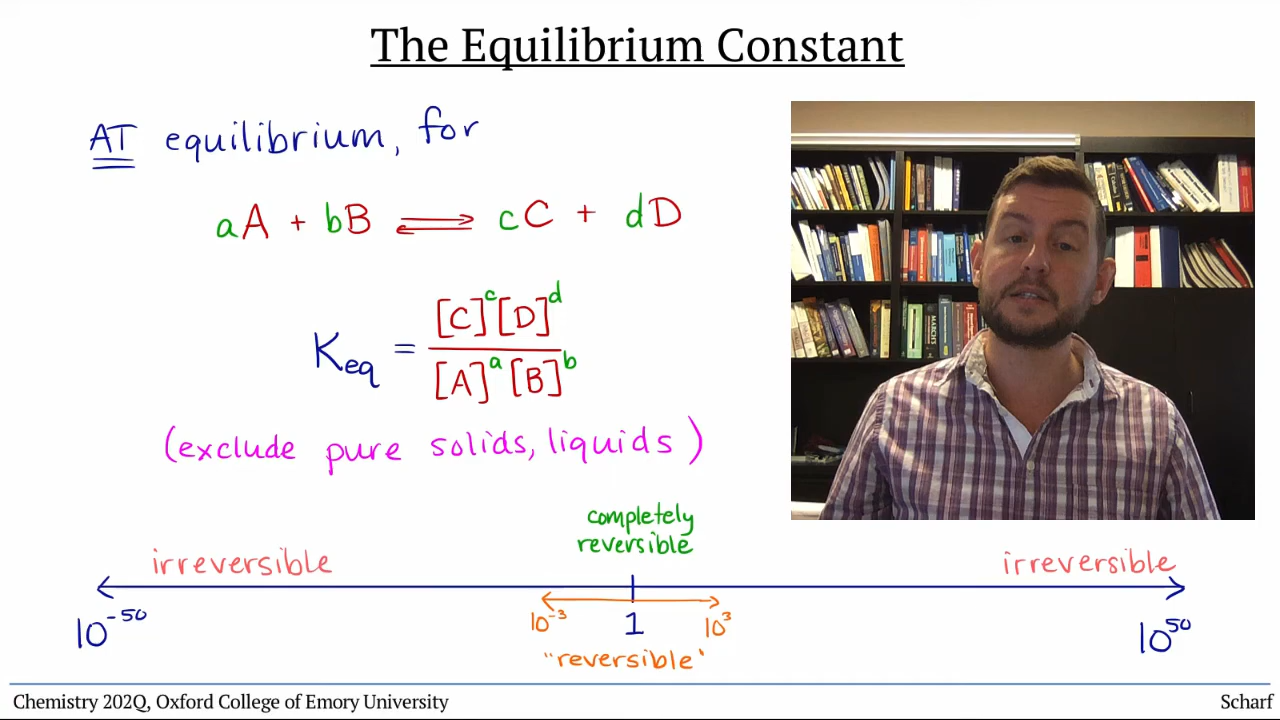 The Equilibrium Constant
AT equilibrium, for
aA + bB ⇌ cC + dD
Keq = [C]^c[D]^d / [A]^a[B]^b
(exclude pure solids, liquids)
completely
reversible
irreversible
irreversible
10^-50
10^-3
1
10^3
10^50
"reversible"
MARCH'S
Chemistry 202Q, Oxford College of Emory University
Scharf